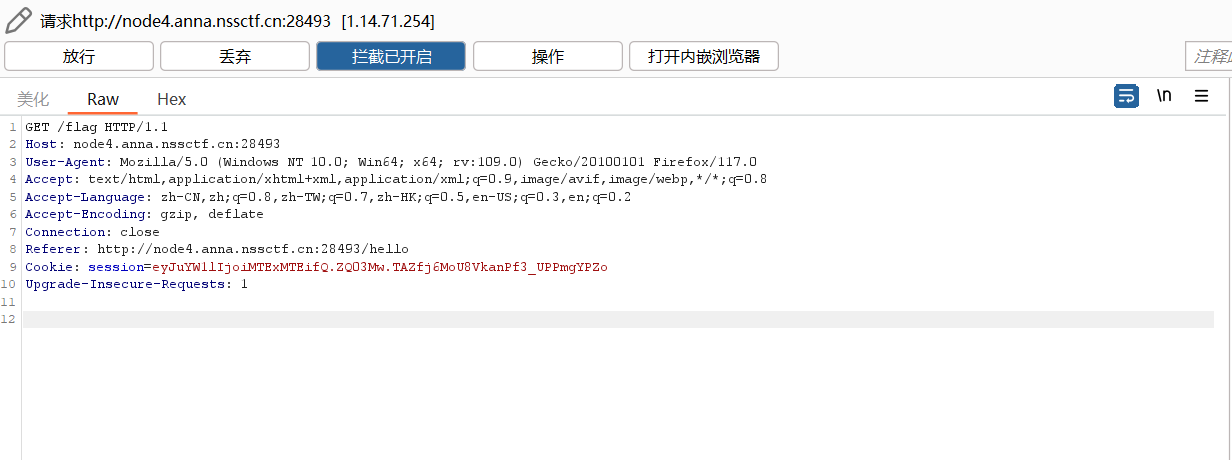 请求http://node4.anna.nssctf.cn:28493 [1.14.71.254]
放行 丢弃 拦截已开启 操作 打开内嵌浏览器
美化 Raw Hex \n
1 GET /flag HTTP/1.1
2 Host: node4.anna.nssctf.cn:28493
3 User-Agent: Mozilla/5.0 (Windows NT 10.0; Win64; x64; rv:109.0) Gecko/20100101 Firefox/117.0
4 Accept: text/html,application/xhtml+xml,application/xml;q=0.9,image/avif,image/webp,*/*;q=0.8
5 Accept-Language: zh-CN,zh;q=0.8,zh-TW;q=0.7,zh-HK;q=0.5,en-US;q=0.3,en;q=0.2
6 Accept-Encoding: gzip, deflate
7 Connection: close
8 Referer: http://node4.anna.nssctf.cn:28493/hello
9 Cookie: session=eyJuYW1lIjoiMTExMTEifQ.ZQO3Mw.TAZfj6MoU8VkanPf3_UPPmgYPZo
10 Upgrade-Insecure-Requests: 1
11
12